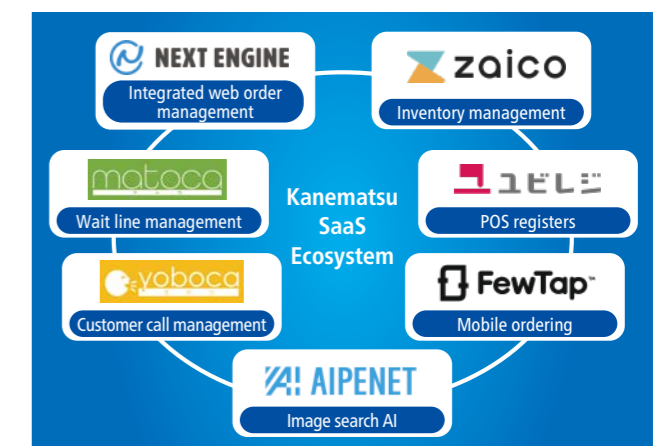 NEXT ENGINE
Integrated web order
management
zaico
Inventory management
matoca
Wait line management
Kanematsu
SaaS
Ecosystem
ユビレジ
POS registers
yoboca
Customer call management
FewTap
Mobile ordering
AI AIPENET
Image search AI